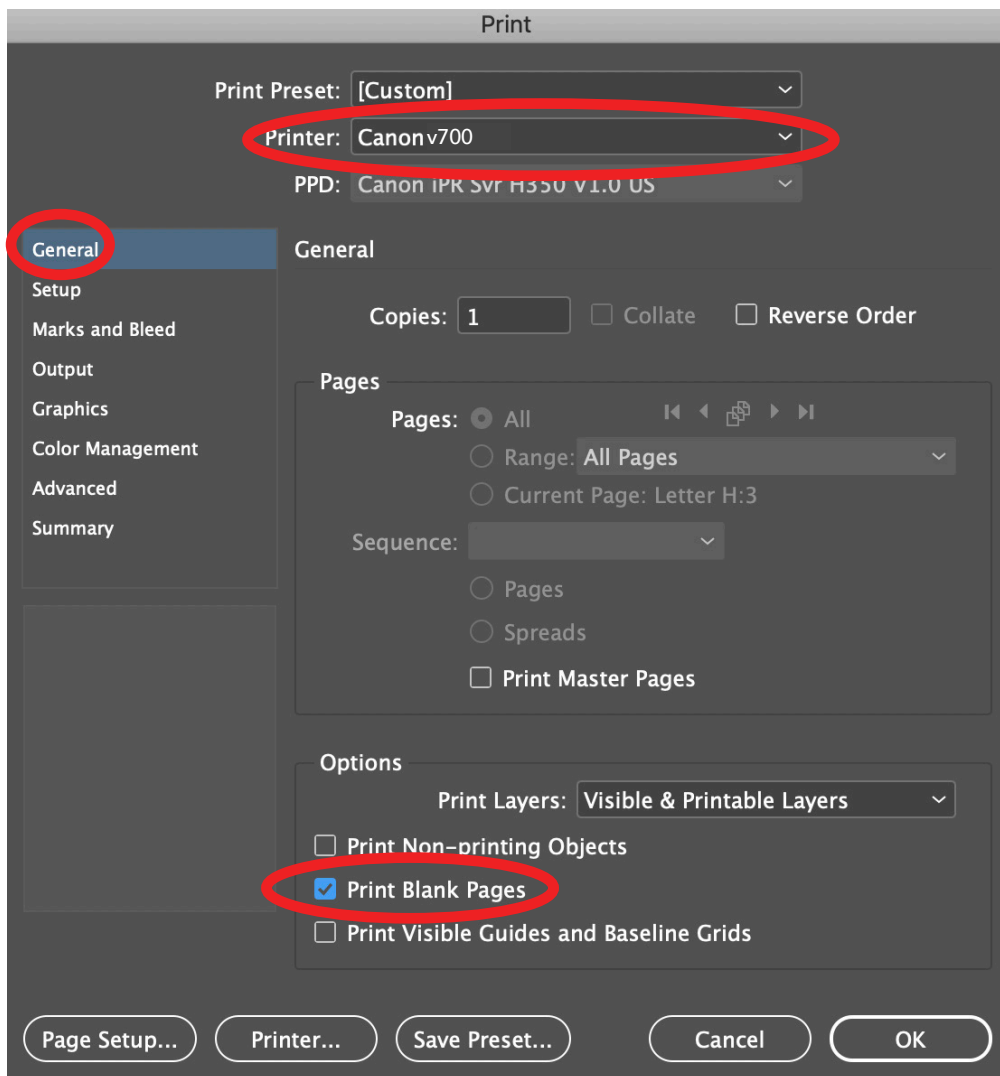 Print
Print Preset: [Custom]
Printer: Canon v700
PPD: Canon iPR Svr H350 V1.0 US
General
Setup
Marks and Bleed
Output
Graphics
Color Management
Advanced
Summary
General
Copies: 1 Collate Reverse Order
Pages
Pages: All
Range: All Pages
Current Page: Letter H:3
Sequence:
Pages
Spreads
Print Master Pages
Options
Print Layers: Visible & Printable Layers
Print Non-printing Objects
Print Blank Pages
Print Visible Guides and Baseline Grids
Page Setup... Printer... Save Preset... Cancel OK